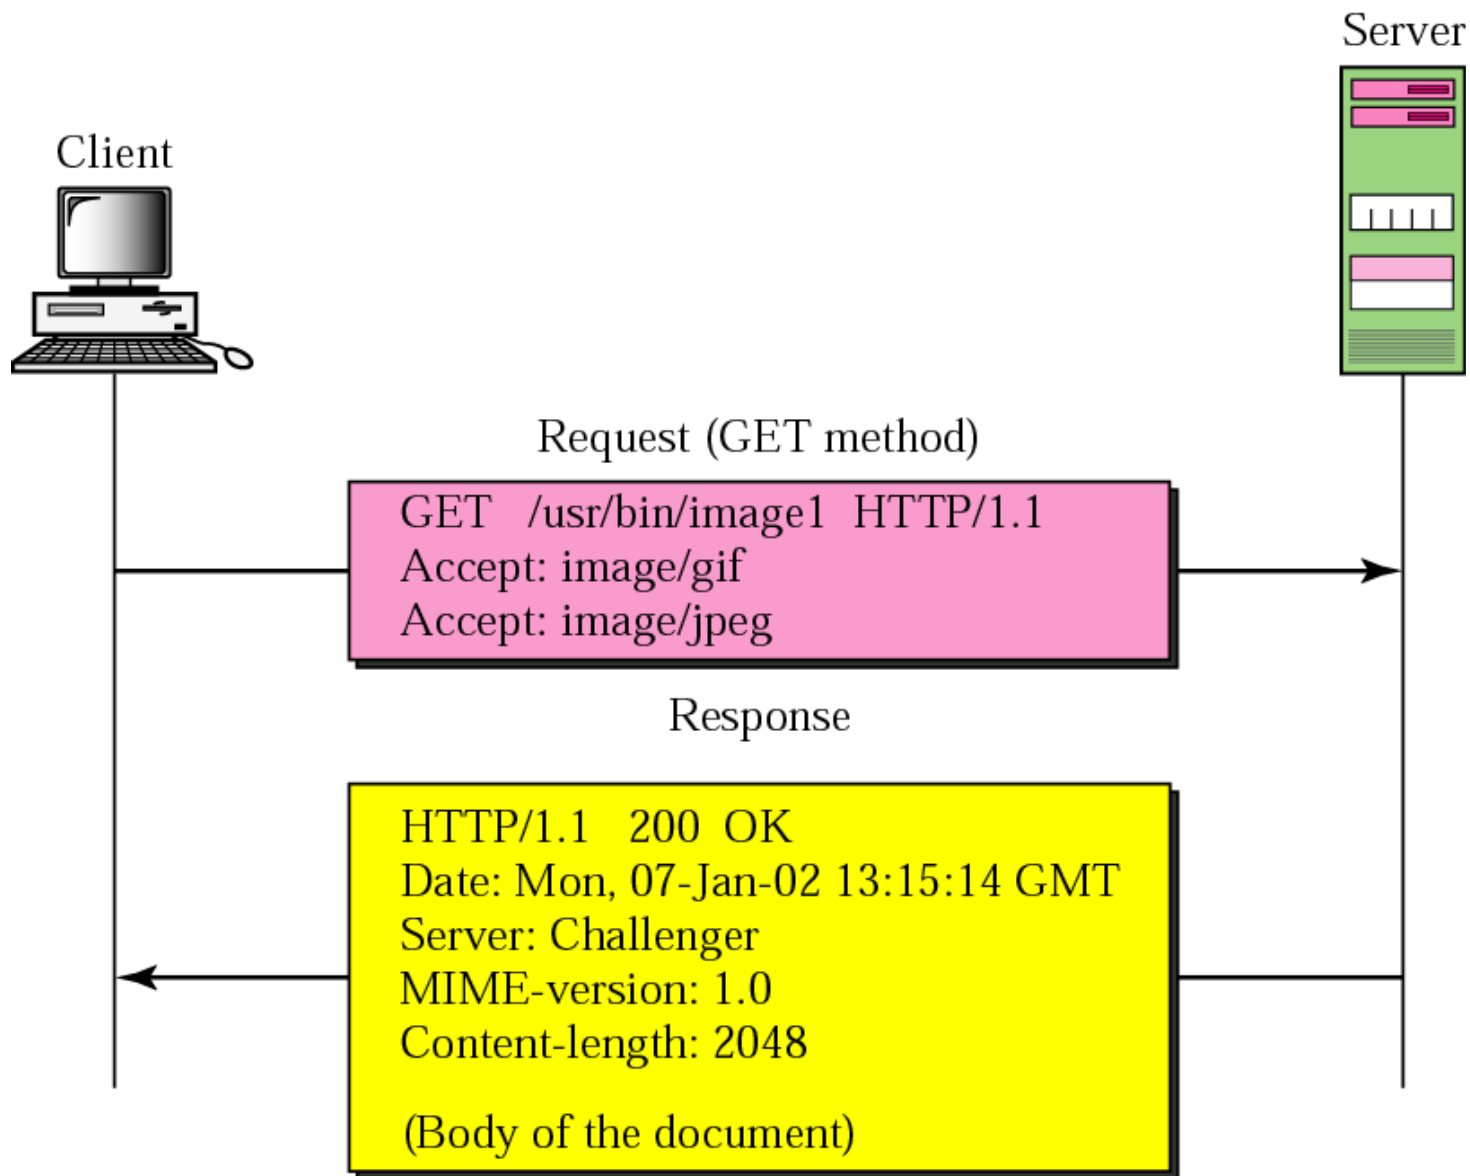 Server
Client
Request (GET method)
GET /usr/bin/image1 HTTP/1.1
Accept: image/gif
Accept: image/jpeg
Response
HTTP/1.1 200 OK
Date: Mon, 07-Jan-02 13:15:14 GMT
Server: Challenger
MIME-version: 1.0
Content-length: 2048
(Body of the document)